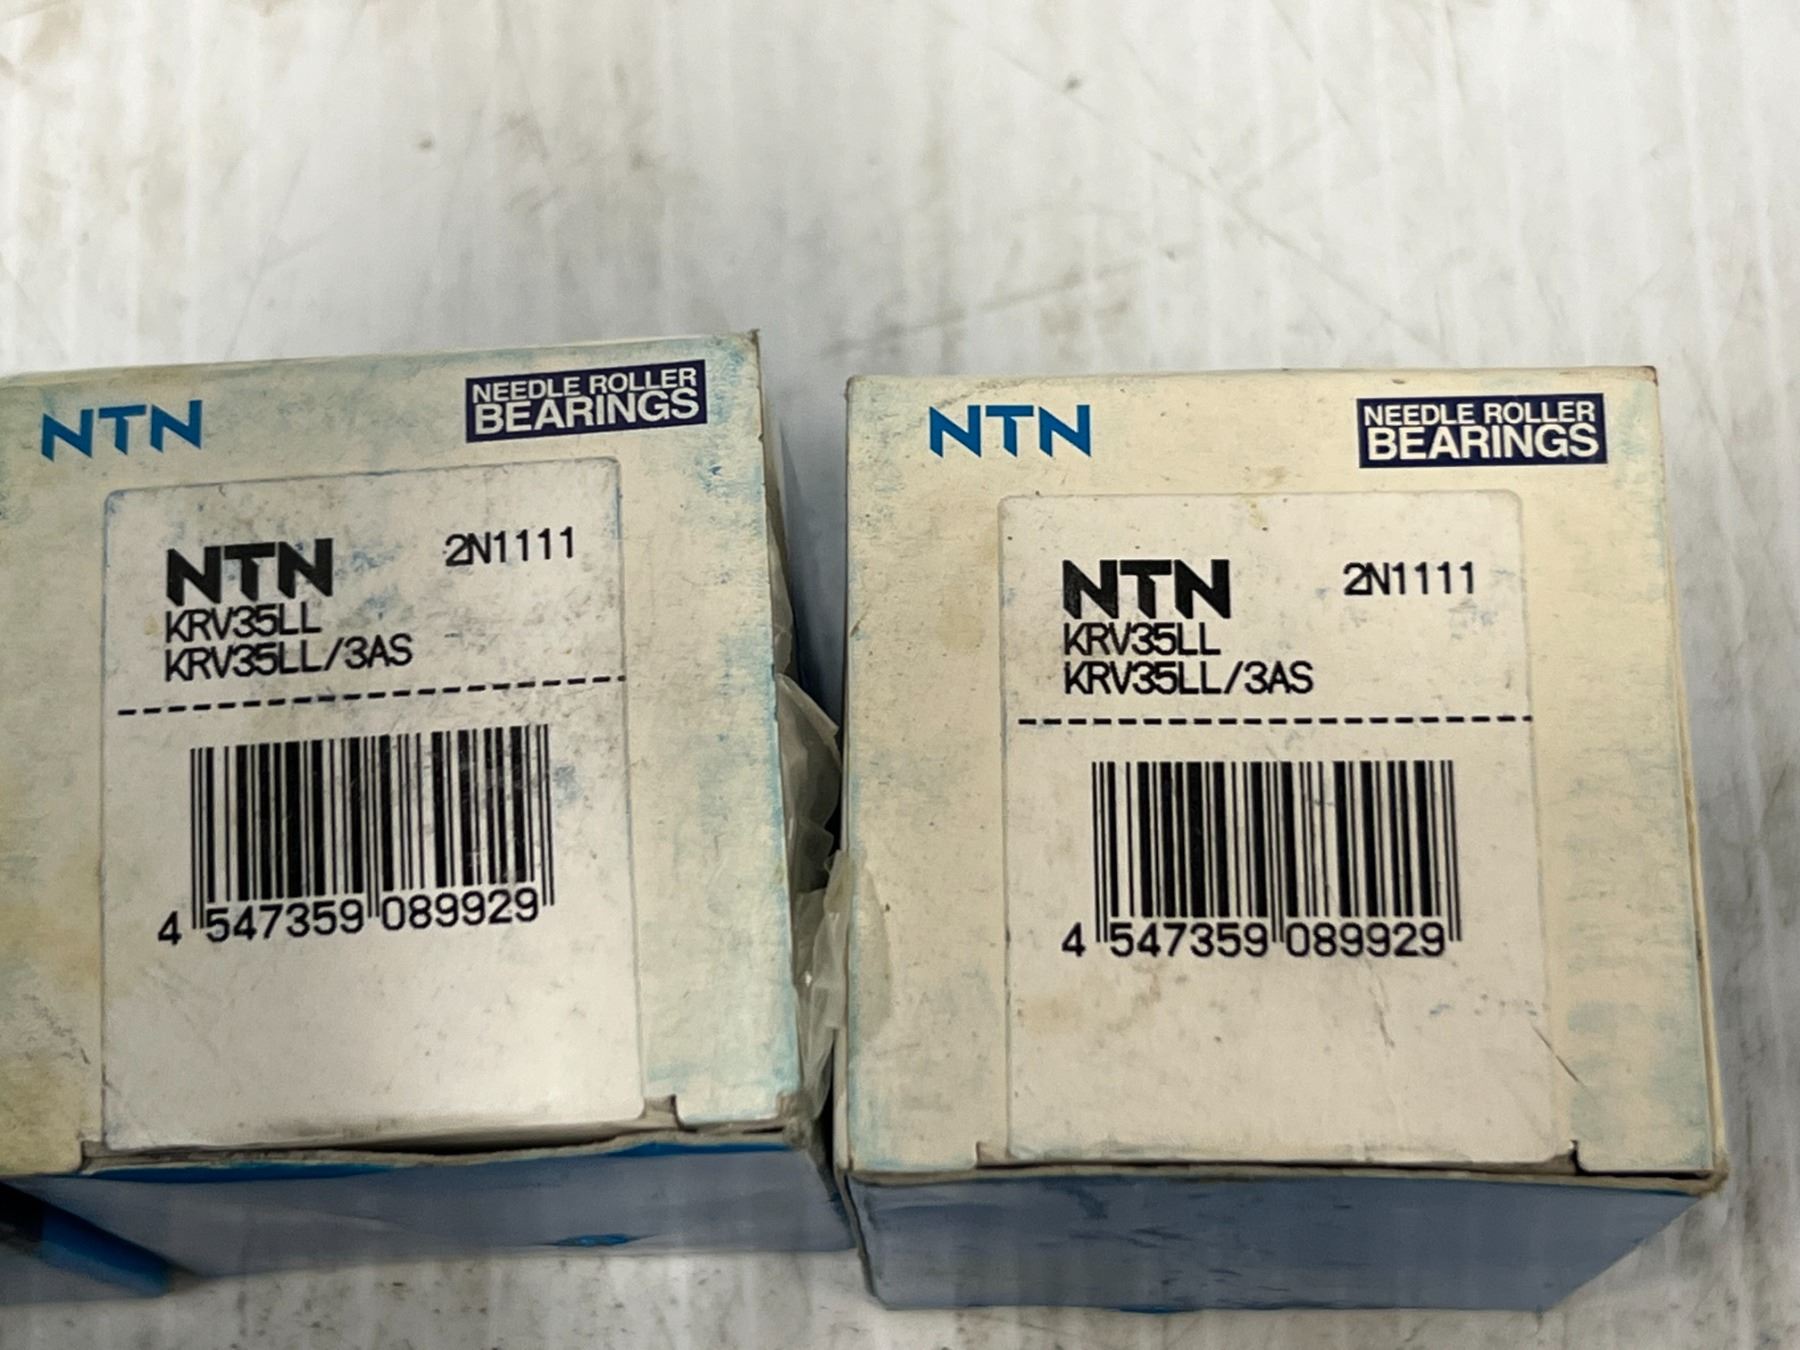 NTN NEEDLE ROLLER
BEARINGS
NTN 2N1111
KRV35LL
KRV35LL/3AS
4 547359 089929
NTN NEEDLE ROLLER
BEARINGS
NTN 2N1111
KRV35LL
KRV35LL/3AS
4 547359 089929